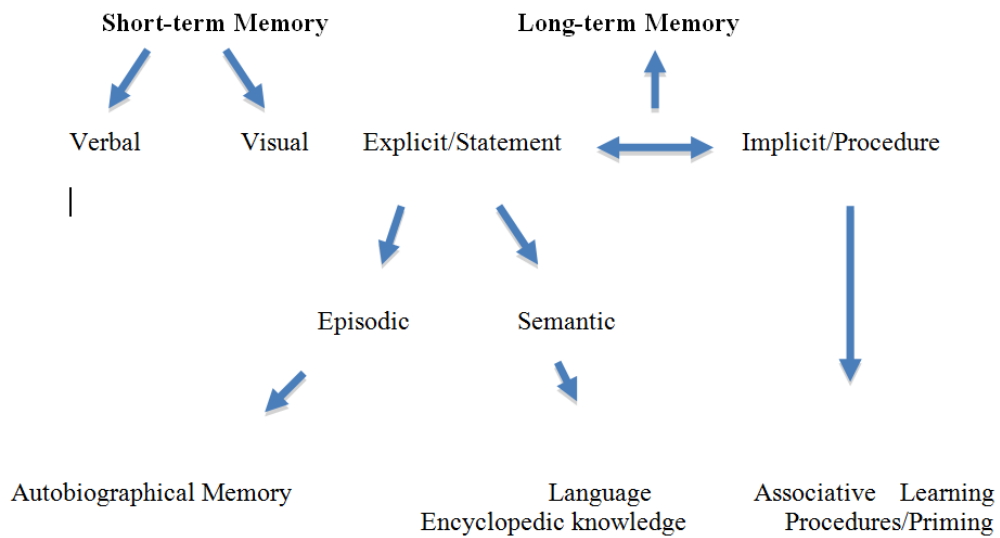 Short-term Memory Long-term Memory
Verbal Visual Explicit/Statement Implicit/Procedure
Episodic Semantic
Autobiographical Memory Language Associative Learning
Encyclopedic knowledge Procedures/Priming